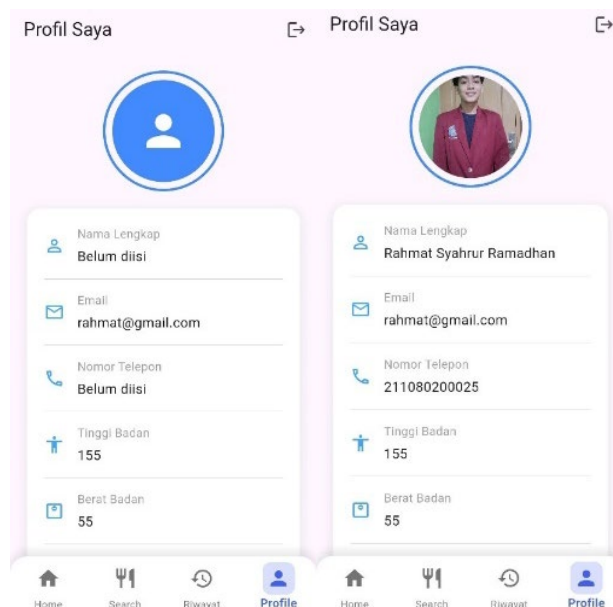 Profil Saya
Nama Lengkap
Belum diisi
Email
rahmat@gmail.com
Nomor Telepon
Belum diisi
Tinggi Badan
155
Berat Badan
55
Home
Search
Riwayat
Profile
Profil Saya
Nama Lengkap
Rahmat Syahrur Ramadhan
Email
rahmat@gmail.com
Nomor Telepon
211080200025
Tinggi Badan
155
Berat Badan
55
Home
Search
Riwayat
Profile